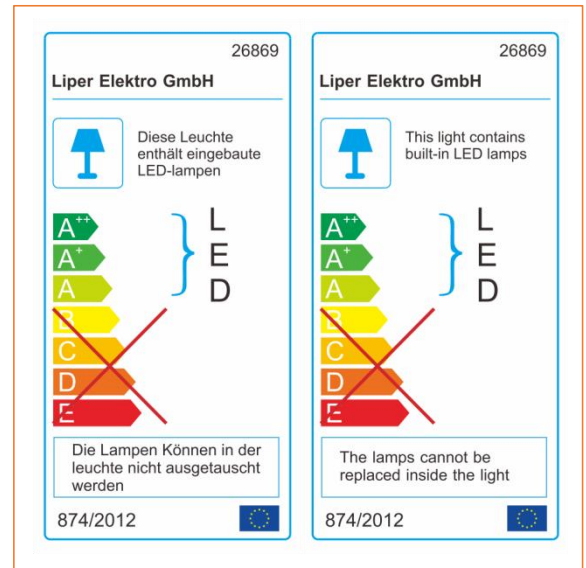 26869
Liper Elektro GmbH
Diese Leuchte
enthält eingebaute
LED-lampen
A++
A+
A
B
C
D
E
L
E
D
Die Lampen Können in der
leuchte nicht ausgetauscht
werden
874/2012
26869
Liper Elektro GmbH
This light contains
built-in LED lamps
A++
A+
A
B
C
D
E
L
E
D
The lamps cannot be
replaced inside the light
874/2012